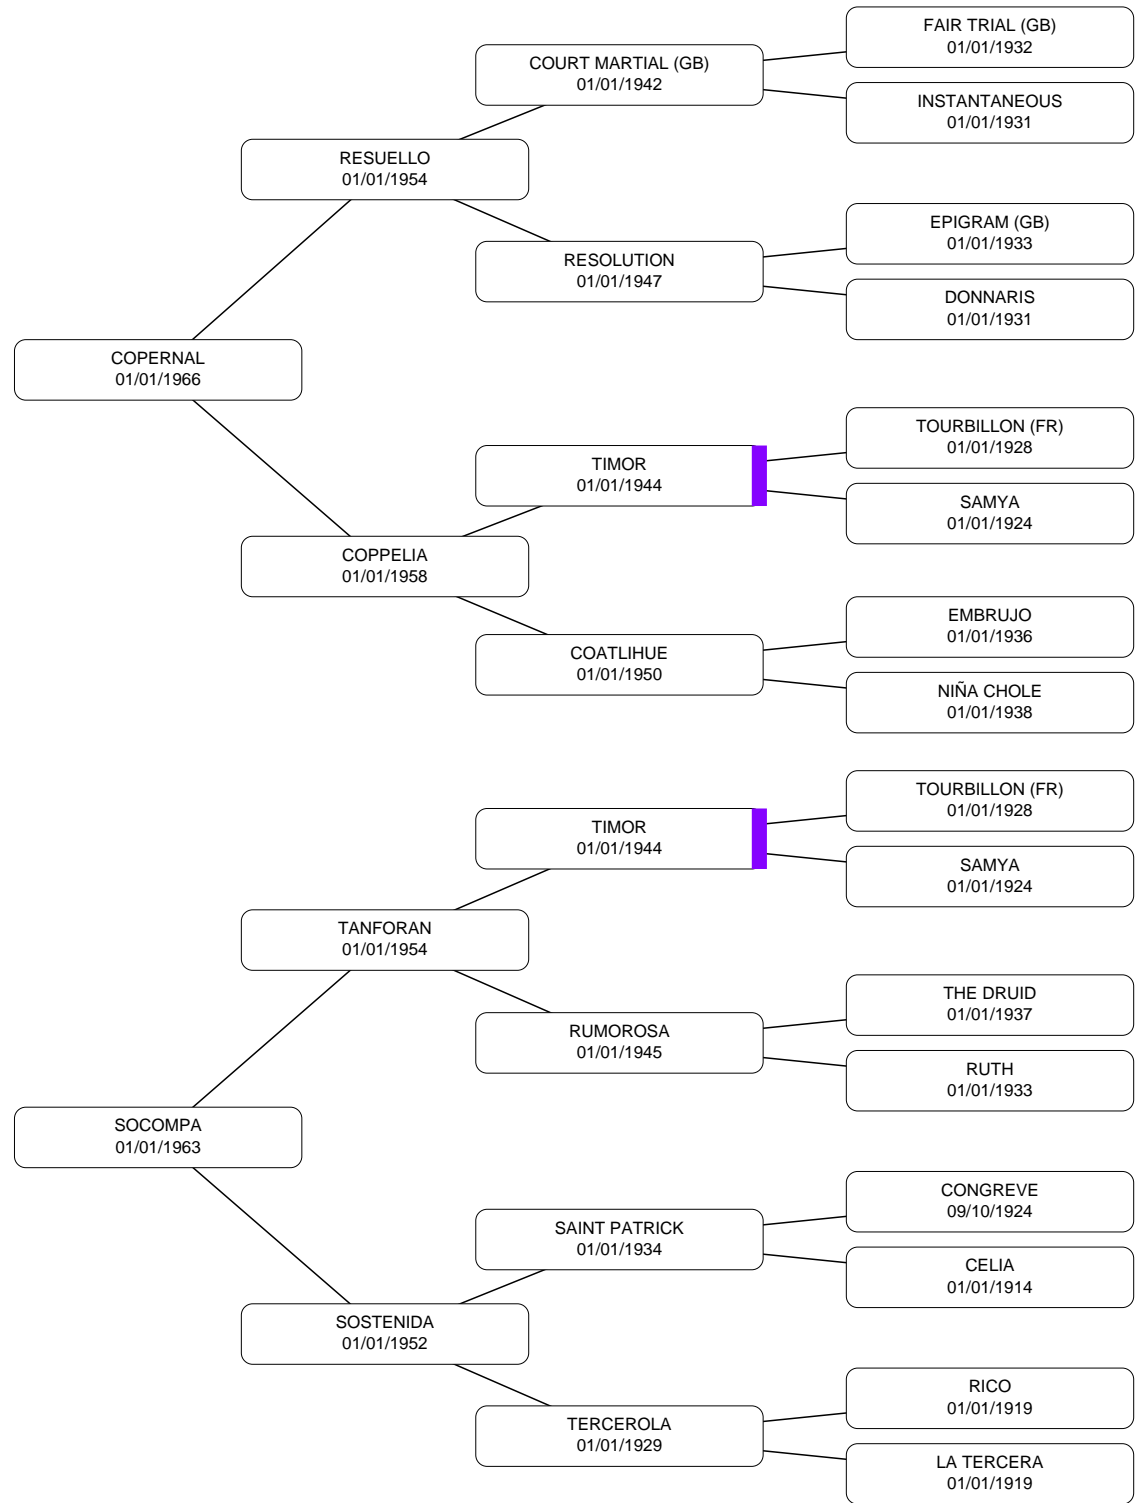 FAIR TRIAL (GB)
01/01/1932
COURT MARTIAL (GB)
01/01/1942
INSTANTANEOUS
01/01/1931
RESUELLO
01/01/1954
EPIGRAM (GB)
01/01/1933
RESOLUTION
01/01/1947
DONNARIS
01/01/1931
COPERNAL
01/01/1966
TOURBILLON (FR)
01/01/1928
TIMOR
01/01/1944
SAMYA
01/01/1924
COPPELIA
01/01/1958
EMBRUJO
01/01/1936
COATLIHUE
01/01/1950
NIÑA CHOLE
01/01/1938
TOURBILLON (FR)
01/01/1928
TIMOR
01/01/1944
SAMYA
01/01/1924
TANFORAN
01/01/1954
THE DRUID
01/01/1937
RUMOROSA
01/01/1945
RUTH
01/01/1933
SOCOMPA
01/01/1963
CONGREVE
09/10/1924
SAINT PATRICK
01/01/1934
CELIA
01/01/1914
SOSTENIDA
01/01/1952
RICO
01/01/1919
TERCEROLA
01/01/1929
LA TERCERA
01/01/1919